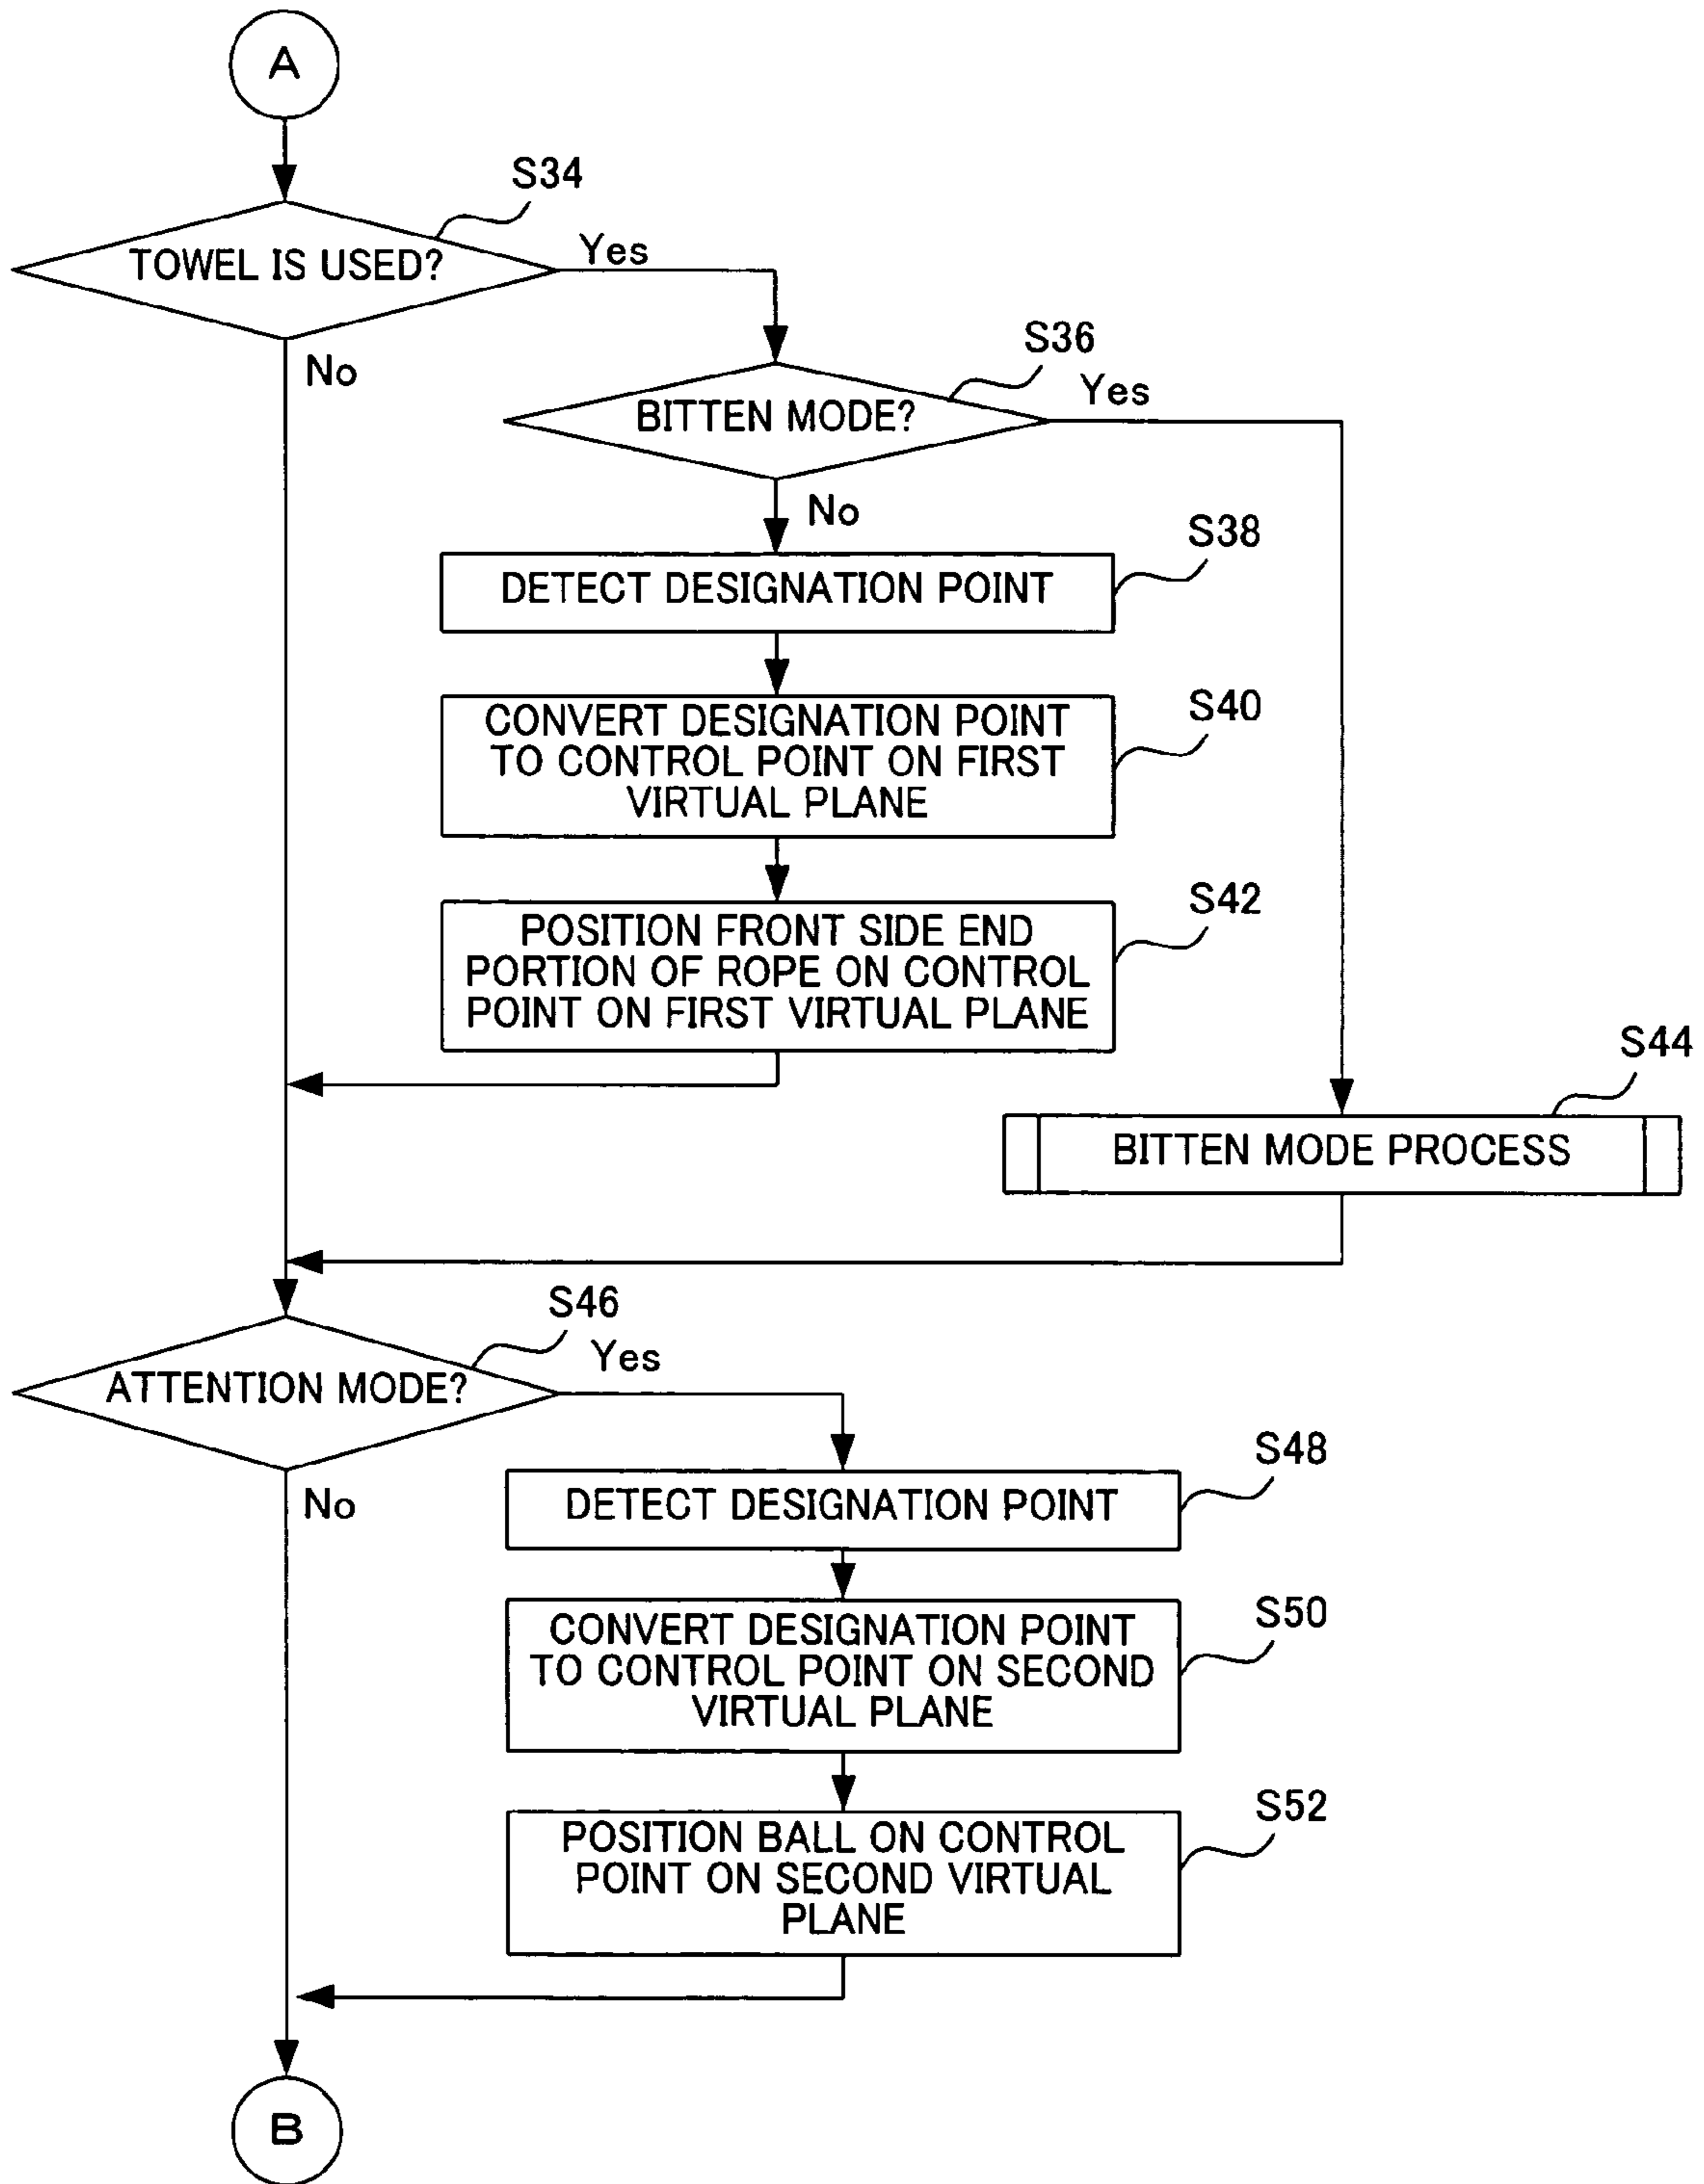 A
S34
TOWEL IS USED?
Yes
No
S36
BITTEN MODE?
Yes
No
S38
DETECT DESIGNATION POINT
S40
CONVERT DESIGNATION POINT
TO CONTROL POINT ON FIRST
VIRTUAL PLANE
S42
POSITION FRONT SIDE END
PORTION OF ROPE ON CONTROL
POINT ON FIRST VIRTUAL PLANE
S44
BITTEN MODE PROCESS
S46
ATTENTION MODE?
Yes
No
S48
DETECT DESIGNATION POINT
S50
CONVERT DESIGNATION POINT
TO CONTROL POINT ON SECOND
VIRTUAL PLANE
S52
POSITION BALL ON CONTROL
POINT ON SECOND VIRTUAL
PLANE
B